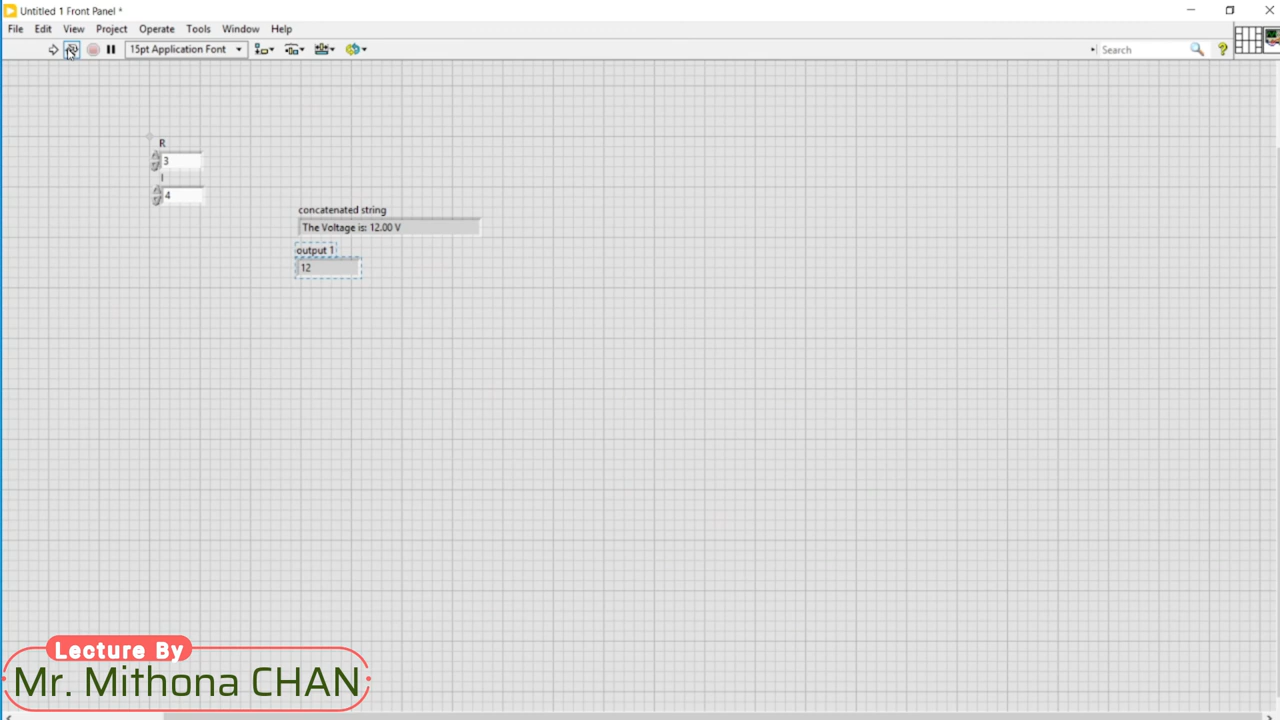 Untitled 1 Front Panel *
File Edit View Project Operate Tools Window Help
15pt Application Font
Search
?
R
3
I
4
concatenated string
The Voltage is: 12.00 V
output 1
12
Lecture By
Mr. Mithona CHAN